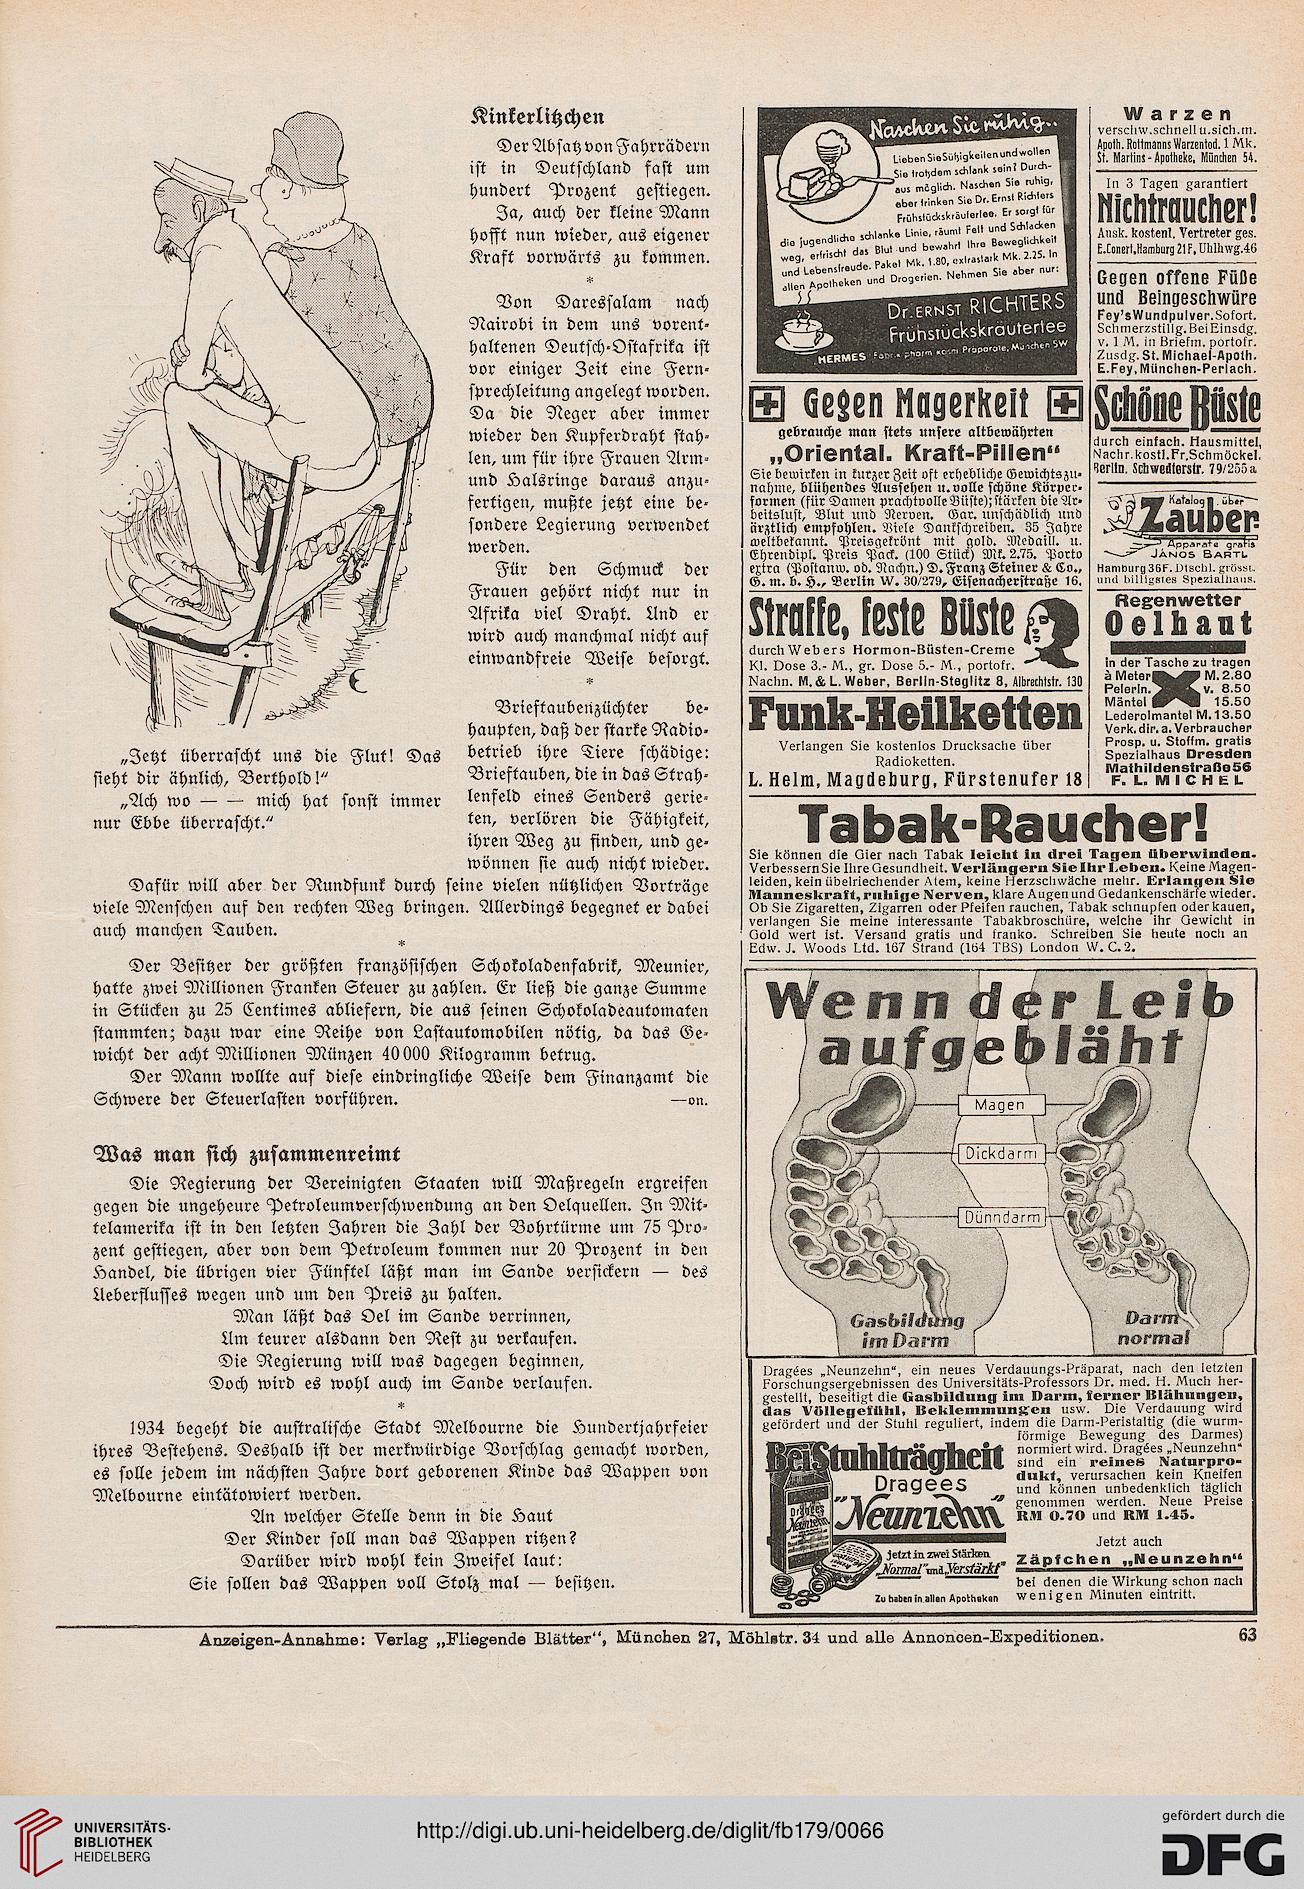 Kinkerlitzchen
Der Absatz von Fahrrädern
ist in Deutschland fast um
hundert Prozent gestiegen.
Ja, auch der kleine Mann
hofft nun wieder, aus eigener
Kraft vorwärts zu kommen.
*
Von Daressalam nach
Nairobi in dem uns vorent-
haltenen Deutsch-Ostafrika ist
vor einiger Zeit eine Fern-
sprechleitung angelegt worden.
Da die Neger aber immer
wieder den Kupferdraht stah-
len, um für ihre Frauen Arm-
und Halsringe daraus anzu-
fertigen, mußte jetzt eine be-
sondere Legierung verwendet
werden.
Für den Schmuck der
Frauen gehört nicht nur in
Afrika viel Draht. Und er
wird auch manchmal nicht auf
einwandfreie Weise besorgt.
*
Brieftaubenzüchter be-
haupten, daß der starke Radio-
betrieb ihre Tiere schädige:
Brieftauben, die in das Strah-
lenfeld eines Senders gerie-
ten, verlören die Fähigkeit,
ihren Weg zu finden, und ge-
wönnen sie auch nicht wieder.
„Jetzt überrascht uns die Flut! Das
sieht dir ähnlich, Berthold!“
„Ach wo — — mich hat sonst immer
nur Ebbe überrascht.“
Dafür will aber der Rundfunk durch seine vielen nützlichen Vorträge
viele Menschen auf den rechten Weg bringen. Allerdings begegnet er dabei
auch manchen Tauben.
*
Der Besitzer der größten französischen Schokoladenfabrik, Meunier,
hatte zwei Millionen Franken Steuer zu zahlen. Er ließ die ganze Summe
in Stücken zu 25 Centimes abliefern, die aus seinen Schokoladeautomaten
stammten; dazu war eine Reihe von Lastautomobilen nötig, da das Ge-
wicht der acht Millionen Münzen 40000 Kilogramm betrug.
Der Mann wollte auf diese eindringliche Weise dem Finanzamt die
Schwere der Steuerlasten vorführen. —on.
Was man sich zusammenreimt
Die Regierung der Vereinigten Staaten will Maßregeln ergreifen
gegen die ungeheure Petroleumverschwendung an den Oelquellen. In Mit-
telamerika ist in den letzten Jahren die Zahl der Bohrtürme um 75 Pro-
zent gestiegen, aber von dem Petroleum kommen nur 20 Prozent in den
Handel, die übrigen vier Fünftel läßt man im Sande versickern — des
Ueberflusses wegen und um den Preis zu halten.
Man läßt das Oel im Sande verrinnen,
Um teurer alsdann den Rest zu verkaufen.
Die Regierung will was dagegen beginnen,
Doch wird es wohl auch im Sande verlaufen.
*
1934 begeht die australische Stadt Melbourne die Hundertjahrfeier
ihres Bestehens. Deshalb ist der merkwürdige Vorschlag gemacht worden,
es solle jedem im nächsten Jahre dort geborenen Kinde das Wappen von
Melbourne eintätowiert werden.
An welcher Stelle denn in die Haut
Der Kinder soll man das Wappen ritzen?
Darüber wird wohl kein Zweifel laut:
Sie sollen das Wappen voll Stolz mal — besitzen.
Naschen Sie ruhig..
Lieben Sie Süßigkeiten und wollen
Sie trotzdem schlank sein? Durch-
aus möglich. Naschen Sie ruhig,
aber trinken Sie Dr. Ernst Richters
Frühstückskräutertee. Er sorgt für
die jugendliche schlanke Linie, räumt Fett und Schlacken
weg, erfrischt das Blut und bewahrt Ihre Beweglichkeit
und Lebensfreude. Paket Mk. 1.80, extrastark Mk. 2.25. In
allen Apotheken und Drogerien. Nehmen Sie aber nur:
Dr. ERNST RICHTERS
Frühstückskräutertee
HERMES Fabr. pharm. kosm. Präparate, München SW
Gegen Magerkeit
gebrauche man stets unsere altbewährten
„Oriental. Kraft-Pillen“
Sie bewirken in kurzer Zeit oft erhebliche Gewichtszu-
nahme, blühendes Aussehen u. volle schöne Körper-
formen (für Damen prachtvolle Büste); stärken die Ar-
beitslust, Blut und Nerven. Gar. unschädlich und
ärztlich empfohlen. Viele Dankschreiben. 35 Jahre
weltbekannt. Preisgekrönt mit gold. Medaill. u.
Ehrendipl. Preis Pack. (100 Stück) Mk. 2.75. Porto
extra (Postanw. od. Nachn.) D. Franz Steiner & Co.,
G. m. b. H., Berlin W. 30/279, Eisenacherstraße 16.
Straffe, feste Büste
durch Webers Hormon-Büsten-Creme
Kl. Dose 3.- M., gr. Dose 5.- M., portofr.
Nachn. M. & L. Weber, Berlin-Steglitz 8, Albrechtstr. 130
Funk-Heilketten
Verlangen Sie kostenlos Drucksache über
Radioketten.
L. Helm, Magdeburg, Fürstenufer 18
Warzen
verschw. schnell u. sich. m.
Apoth. Rottmanns Warzentod. 1 Mk.
St. Martins-Apotheke, München 54.
In 3 Tagen garantiert
Nichtraucher!
Ausk. kostenl. Vertreter ges.
E. Conert, Hamburg 21 F, Uhlhwg. 46
Gegen offene Füße
und Beingeschwüre
Fey's Wundpulver. Sofort.
Schmerzstillg. Bei Einsdg.
v. 1 M. in Briefm. portofr.
Zusdg. St. Michael-Apoth.
E. Fey, München-Perlach.
Schöne Büste
durch einfach. Hausmittel,
Nachr. kostl. Fr. Schmöckel.
Berlin, Schwedterstr. 79/255 a
Katalog über
Zauber
Apparate gratis
JÁNOS BARTL
Hamburg 36 F. Dtschl. grösst.
und billigstes Spezialhaus.
Regenwetter
Oelhaut
in der Tasche zu tragen
à Meter M. 2.80
Pelerin. v. 8.50
Mäntel 15.50
Lederolmantel M. 13.50
Verk. dir. a. Verbraucher
Prosp. u. Stoffm. gratis
Spezialhaus Dresden
Mathildenstraße 56
F. L. MICHEL
Tabak-Raucher!
Sie können die Gier nach Tabak leicht in drei Tagen überwinden.
Verbessern Sie Ihre Gesundheit. Verlängern Sie Ihr Leben. Keine Magen-
leiden, kein übelriechender Atem, keine Herzschwäche mehr. Erlangen Sie
Manneskraft, ruhige Nerven, klare Augen und Gedankenschärfe wieder.
Ob Sie Zigaretten, Zigarren oder Pfeifen rauchen, Tabak schnupfen oder kauen,
verlangen Sie meine interessante Tabakbroschüre, welche ihr Gewicht in
Gold wert ist. Versand gratis und franko. Schreiben Sie heute noch an
Edw. J. Woods Ltd. 167 Strand (164 TBS) London W. C. 2.
Wenn der Leib
aufgebläht
Magen
Dickdarm
Dünndarm
Gasbildung
im Darm
Darm
normal
Dragées „Neunzehn“, ein neues Verdauungs-Präparat, nach den letzten
Forschungsergebnissen des Universitäts-Professors Dr. med. H. Much her-
gestellt, beseitigt die Gasbildung im Darm, ferner Blähungen,
das Völlegefühl, Beklemmungen usw. Die Verdauung wird
gefördert und der Stuhl reguliert, indem die Darm-Peristaltig (die wurm-
förmige Bewegung des Darmes)
normiert wird. Dragées „Neunzehn“
sind ein reines Naturpro-
dukt, verursachen kein Kneifen
und können unbedenklich täglich
genommen werden. Neue Preise
RM 0.70 und RM 1.45.
Jetzt auch
Zäpfchen „Neunzehn“
bei denen die Wirkung schon nach
wenigen Minuten eintritt.
Bei Stuhlträgheit
Dragees
"Neunzehn"
Dragées
Neunzehn
jetzt in zwei Stärken
„Normal“ und „Verstärkt“
Zu haben in allen Apotheken
Anzeigen-Annahme: Verlag „Fliegende Blätter“, München 27, Möhlstr. 34 und alle Annoncen-Expeditionen. 63
UNIVERSITÄTS-
BIBLIOTHEK
HEIDELBERG
http://digi.ub.uni-heidelberg.de/diglit/fb179/0066
gefördert durch die
DFG